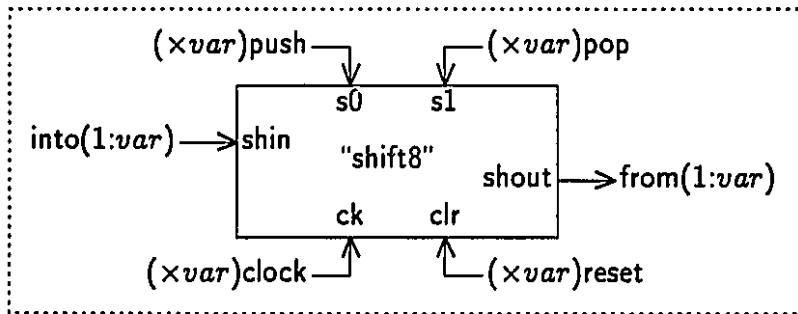 (×var)push (×var)pop
s0 s1
into(1:var) shin
"shift8"
shout from(1:var)
ck clr
(×var)clock (×var)reset